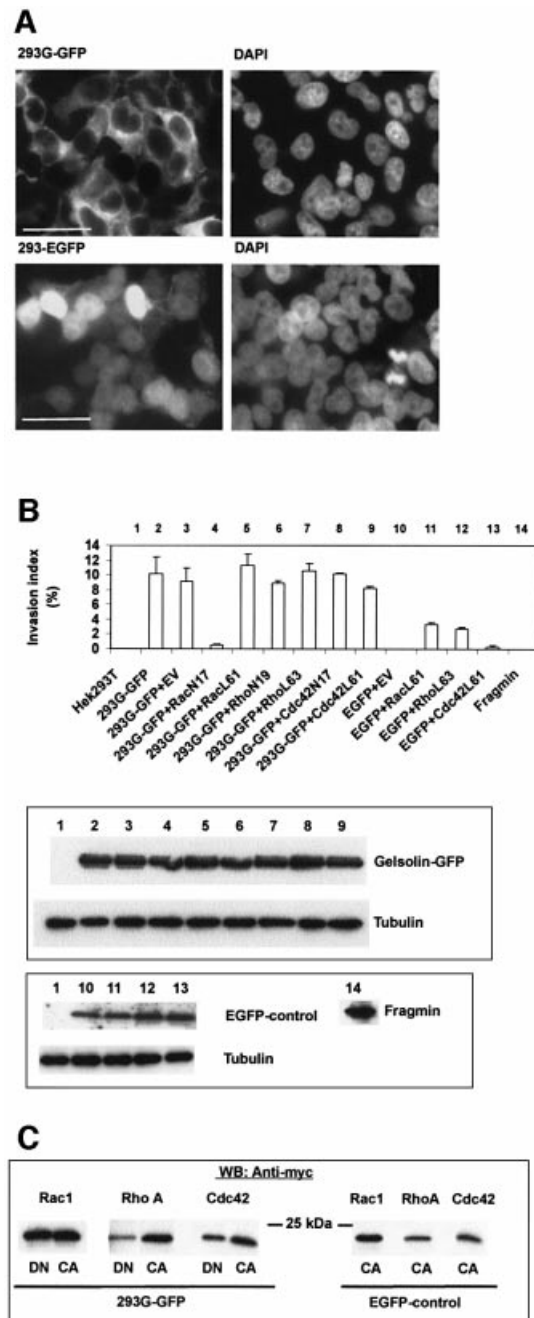 A
293G-GFP DAPI
293-EGFP DAPI
B
1 2 3 4 5 6 7 8 9 10 11 12 13 14
Invasion index
(%)
14
12
10
8
6
4
2
0
Hek293T
293G-GFP
293G-GFP+EV
293G-GFP+RacN17
293G-GFP+RacL61
293G-GFP+RhoN19
293G-GFP+RhoL63
293G-GFP+Cdc42N17
293G-GFP+Cdc42L61
EGFP+EV
EGFP+RacL61
EGFP+RhoL63
EGFP+Cdc42L61
Fragmin
1 2 3 4 5 6 7 8 9
Gelsolin-GFP
Tubulin
1 10 11 12 13 14
EGFP-control Fragmin
Tubulin
C
WB: Anti-myc
Rac1 Rho A Cdc42 Rac1 RhoA Cdc42
25 kDa
DN CA DN CA DN CA CA CA CA
293G-GFP EGFP-control